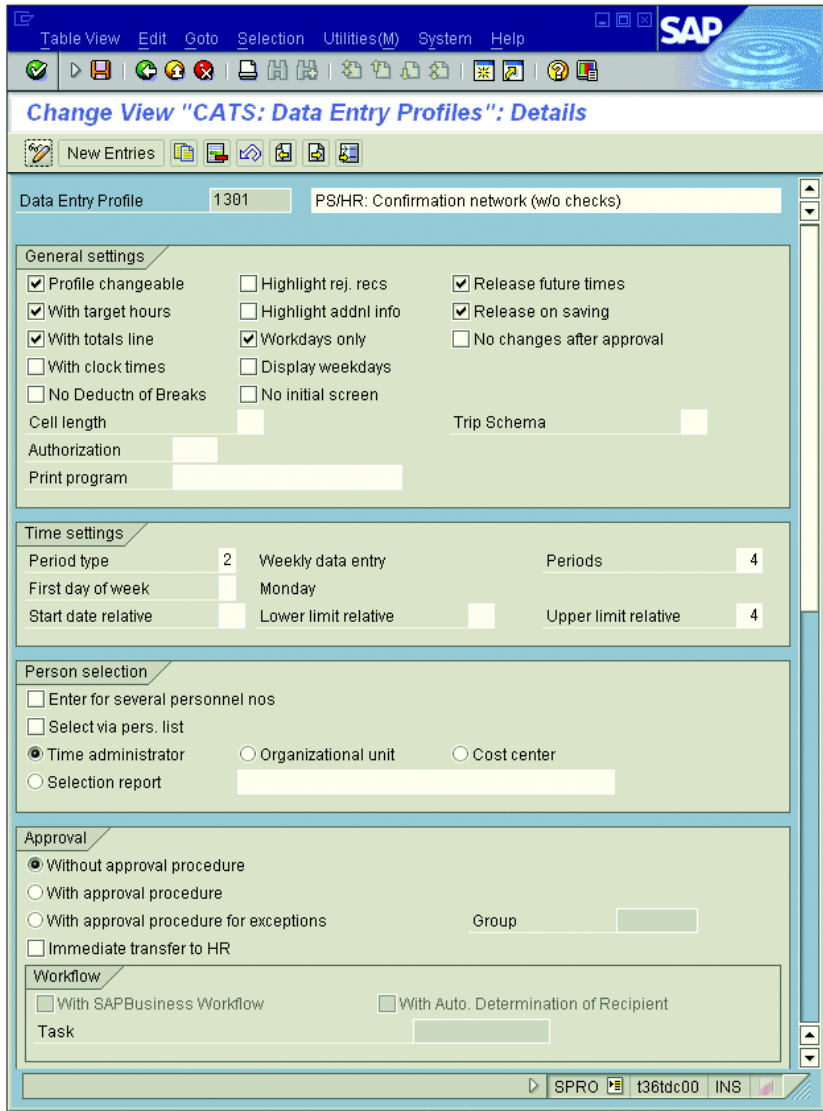 SAP
Table View Edit Goto Selection Utilities(M) System Help
Change View "CATS: Data Entry Profiles": Details
New Entries
Data Entry Profile 1301 PS/HR: Confirmation network (w/o checks)
General settings
Profile changeable Highlight rej. recs Release future times
With target hours Highlight addnl info Release on saving
With totals line Workdays only No changes after approval
With clock times Display weekdays
No Deductn of Breaks No initial screen
Cell length Trip Schema
Authorization
Print program
Time settings
Period type 2 Weekly data entry Periods 4
First day of week Monday
Start date relative Lower limit relative Upper limit relative 4
Person selection
Enter for several personnel nos
Select via pers. list
Time administrator Organizational unit Cost center
Selection report
Approval
Without approval procedure
With approval procedure
With approval procedure for exceptions Group
Immediate transfer to HR
Workflow
With SAPBusiness Workflow With Auto. Determination of Recipient
Task
SPRO t36tdc00 INS